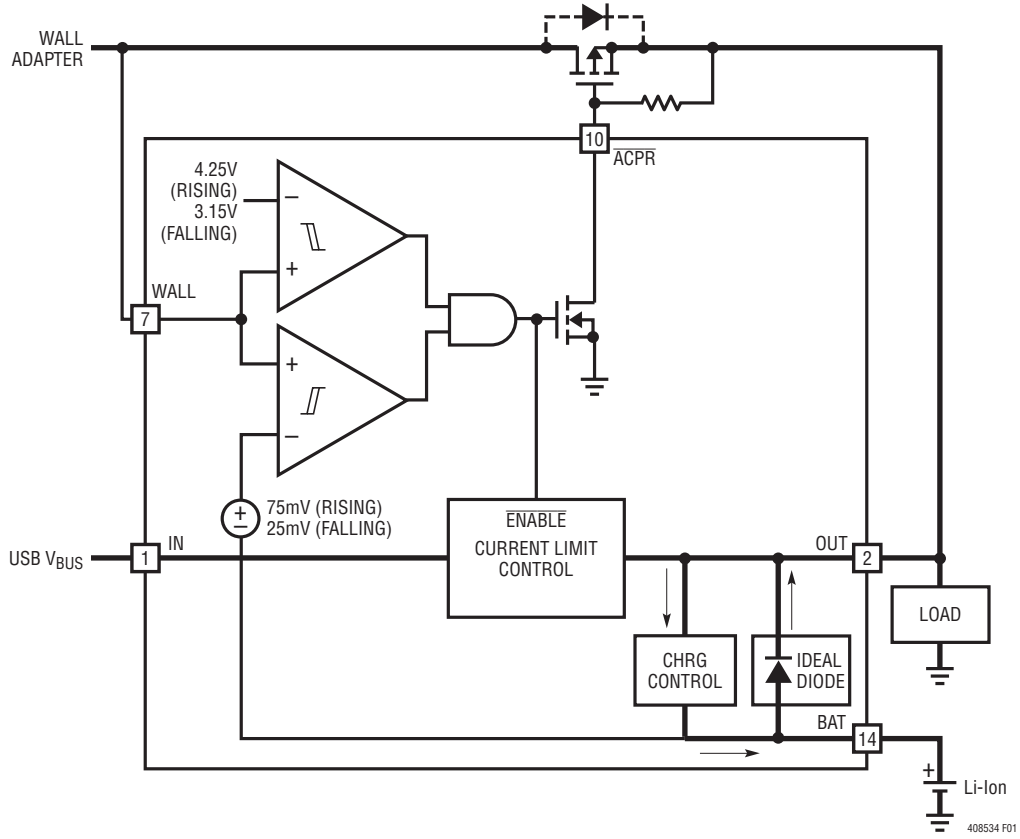 WALL
ADAPTER
10
ACPR
4.25V
(RISING)
3.15V
(FALLING)
−
+
WALL
7
+
−
+
−
75mV (RISING)
25mV (FALLING)
ENABLE
CURRENT LIMIT
CONTROL
USB VBUS
1
IN
OUT
2
LOAD
CHRG
CONTROL
IDEAL
DIODE
BAT
14
+
Li-Ion
408534 F01